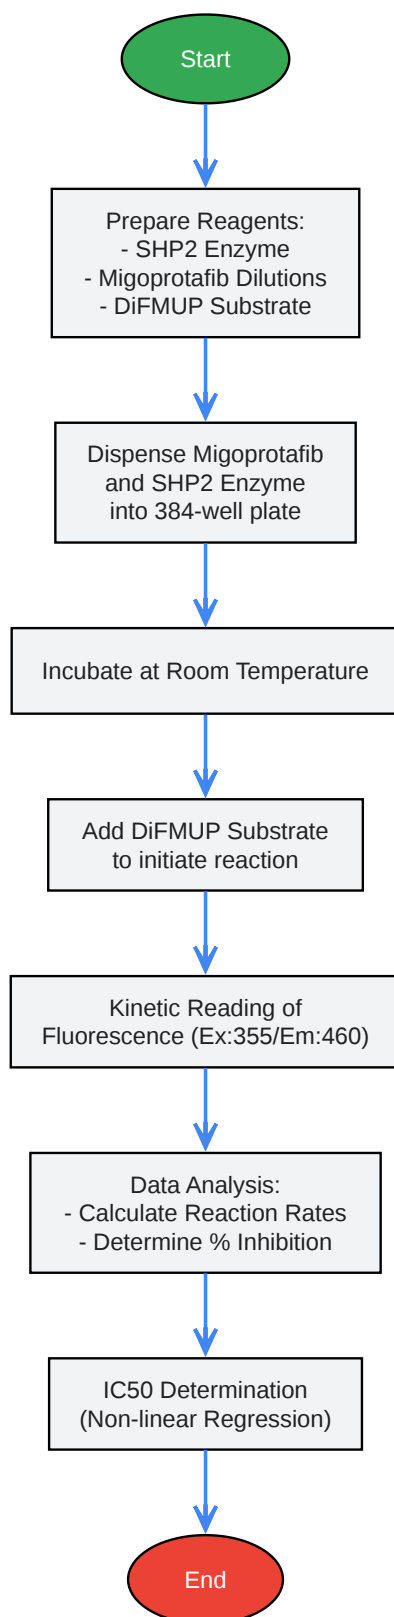 Start
Prepare Reagents:
- SHP2 Enzyme
- Migoprotafib Dilutions
- DiFMUP Substrate
Dispense Migoprotafib
and SHP2 Enzyme
into 384-well plate
Incubate at Room Temperature
Add DiFMUP Substrate
to initiate reaction
Kinetic Reading of
Fluorescence (Ex:355/Em:460)
Data Analysis:
- Calculate Reaction Rates
- Determine % Inhibition
IC50 Determination
(Non-linear Regression)
End